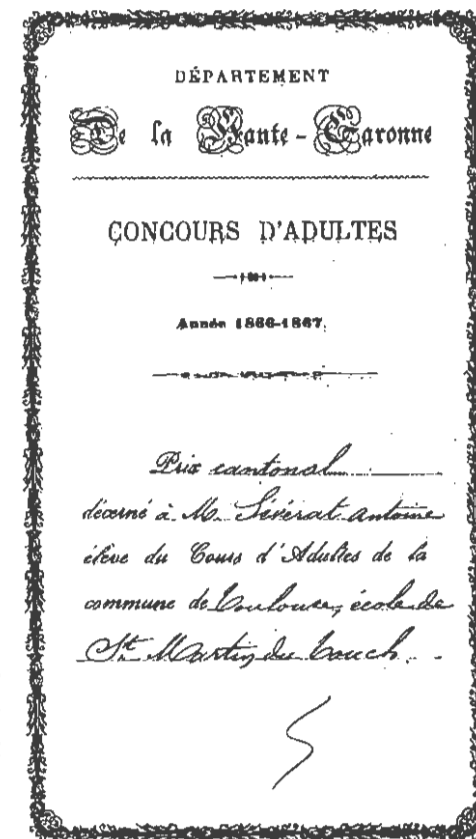 DÉPARTEMENT
De la Haute-Garonne
CONCOURS D'ADULTES
Année 1866-1867
Prix cantonal
décerné à M. Sévérat antoine
élève du Cours d'Adultes de la
commune de Toulouse, école de
St. Martin du Touch.